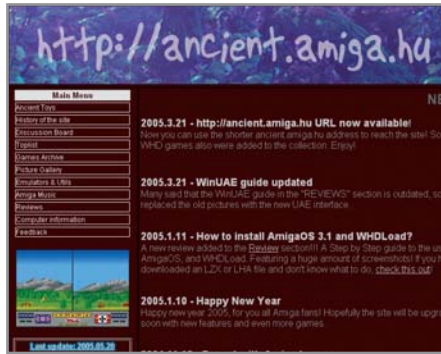 http://ancient.amiga.hu
Main Menu
Ancient Toys
History of the site
Discussion Board
Toplist
Games Archive
Picture Gallery
Emulators & Utils
Amiga Music
Reviews
Computer information
Feedback
Last update: 2005.05.20
NE
2005.3.21 - http://ancient.amiga.hu URL now available!
Now you can use the shorter ancient.amiga.hu address to reach the site! So
WHD games also were added to the collection. Enjoy!
2005.3.21 - WinUAE guide updated
Many said that the WinUAE guide in the "REVIEWS" section is outdated, so
replaced the old pictures with the new UAE interface.
2005.1.11 - How to install AmigaOS 3.1 and WHDLoad?
A new review added to the Review section!!! A Step by Step guide to the us
AmigaOS, and WHDLoad. Featuring a huge amount of screenshots! If you h
downloaded an LZX or LHA file and don't know what to do, check this out!
2005.1.10 - Happy New Year
Happy new year 2005, for you all Amiga fans! Hopefully the site will be upgra
soon with new features and even more games.